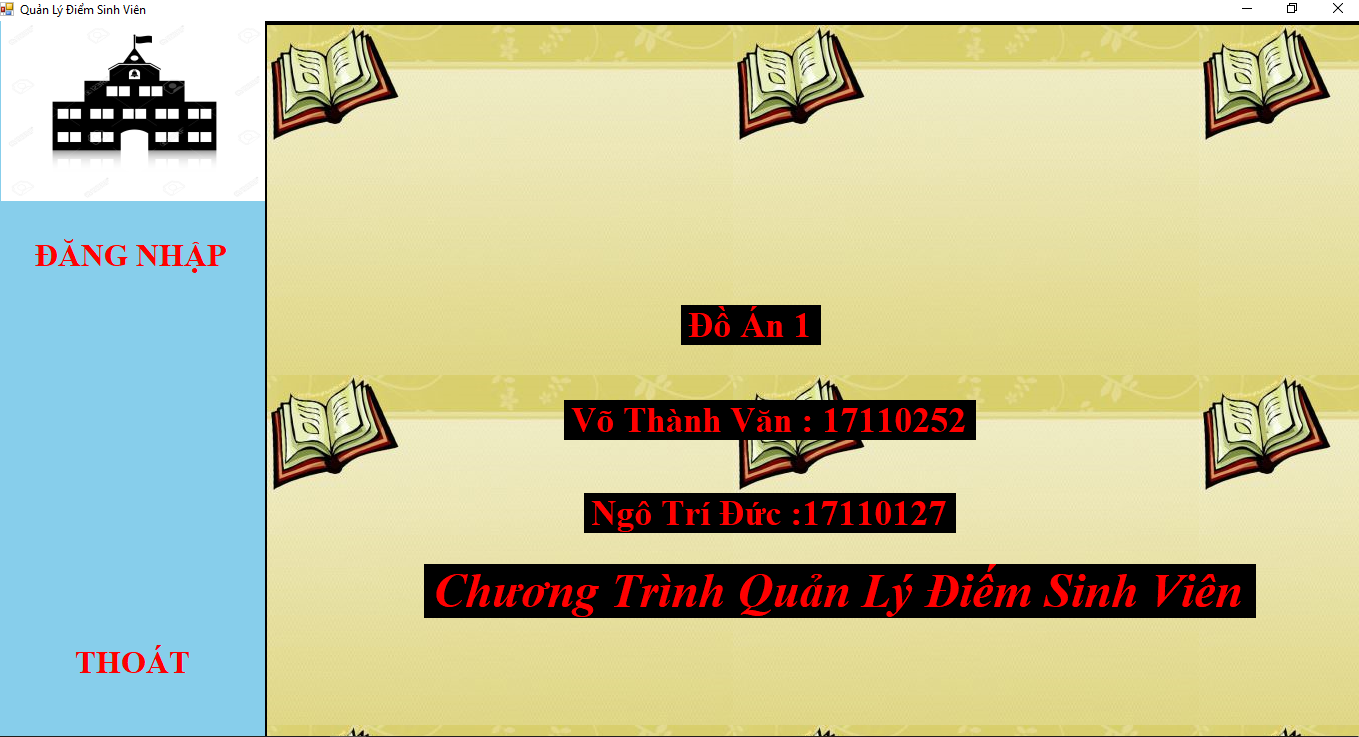 Quản Lý Điểm Sinh Viên
ĐĂNG NHẬP
Đồ Án 1
Võ Thành Văn : 17110252
Ngô Trí Đức :17110127
Chương Trình Quản Lý Điếm Sinh Viên
THOÁT